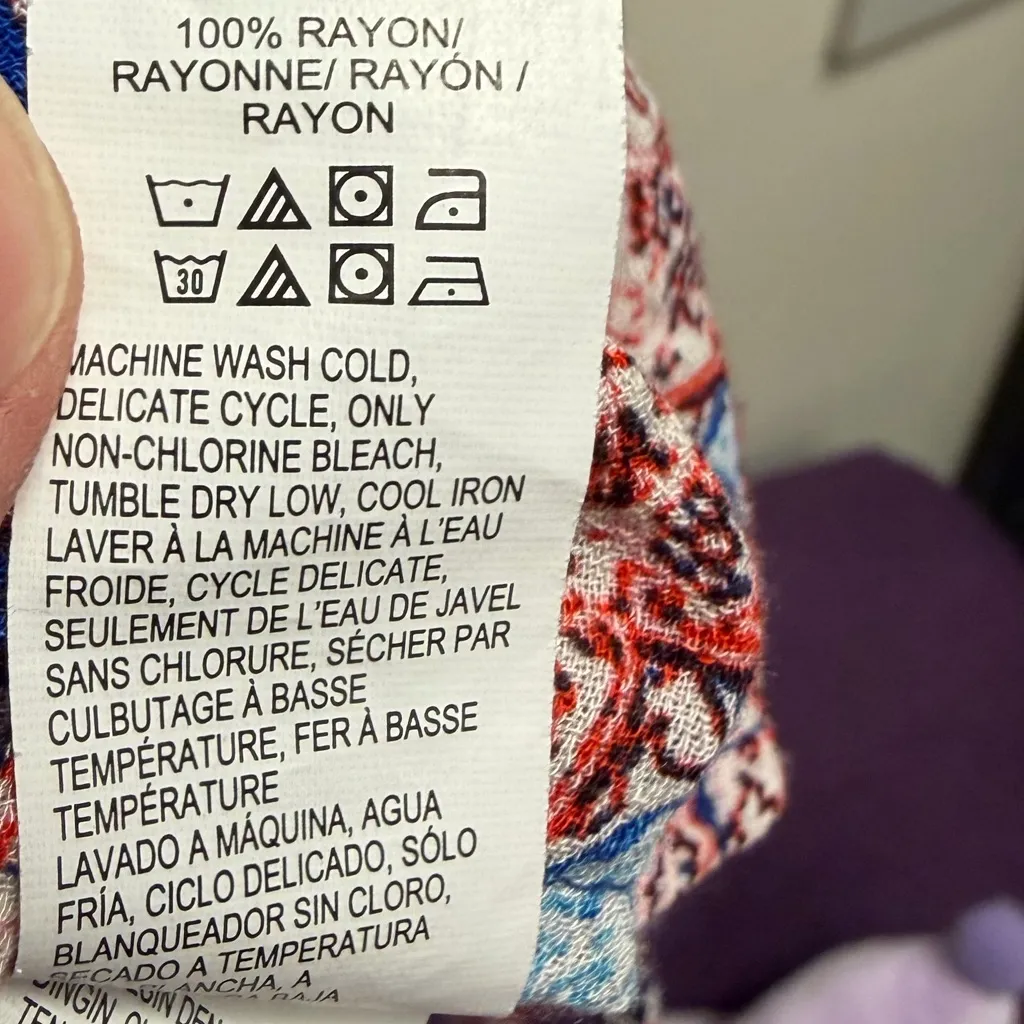 100% RAYON/
RAYONNE/ RAYÓN /
RAYON
30
MACHINE WASH COLD,
DELICATE CYCLE, ONLY
NON-CHLORINE BLEACH,
TUMBLE DRY LOW, COOL IRON
LAVER À LA MACHINE À L'EAU
FROIDE, CYCLE DELICATE,
SEULEMENT DE L'EAU DE JAVEL
SANS CHLORURE, SÉCHER PAR
CULBUTAGE À BASSE
TEMPÉRATURE, FER À BASSE
TEMPÉRATURE
LAVADO A MÁQUINA, AGUA
FRÍA, CICLO DELICADO, SÓLO
BLANQUEADOR SIN CLORO,
SECADO A TEMPERATURA